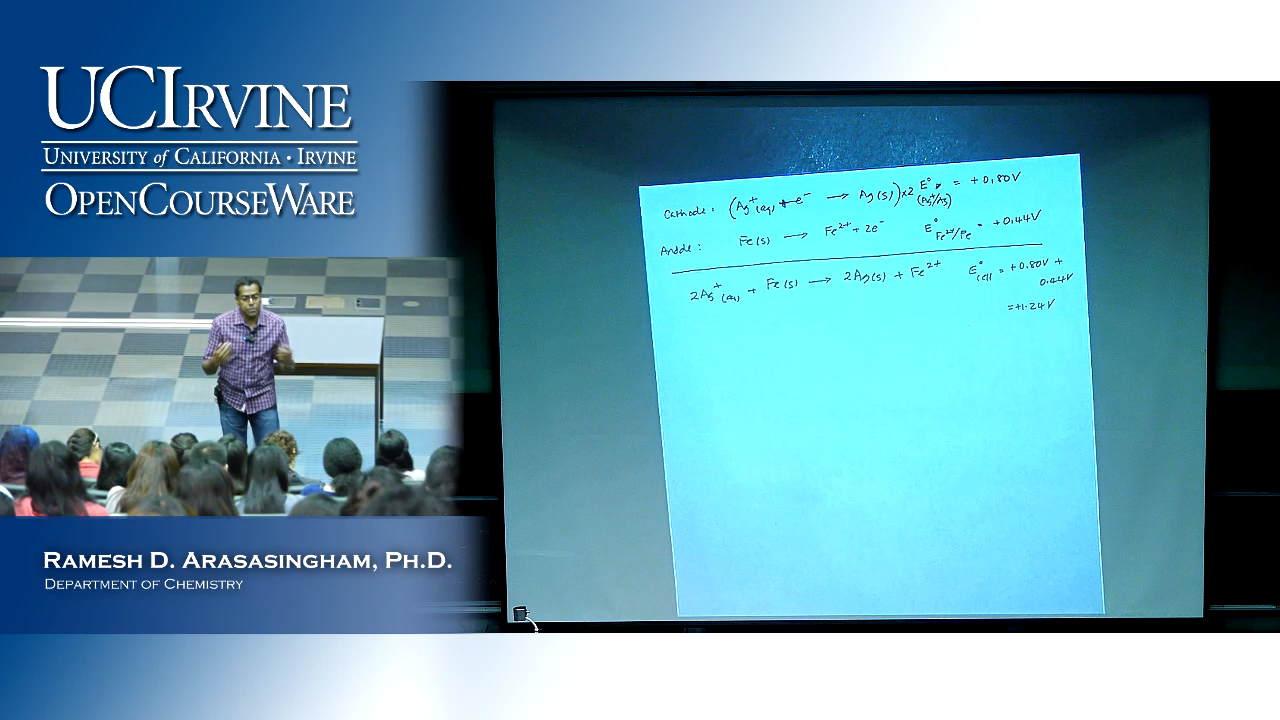 UCIRVINE
UNIVERSITY of CALIFORNIA · IRVINE
OPENCOURSEWARE
RAMESH D. ARASASINGHAM, PH.D.
DEPARTMENT OF CHEMISTRY
Cathode: (Ag⁺(aq) + e⁻ → Ag(s))×2 E°(Ag⁺/Ag) = +0.80V
Anode: Fe(s) → Fe²⁺ + 2e⁻ E°Fe²⁺/Fe = +0.44V
2Ag⁺(aq) + Fe(s) → 2Ag(s) + Fe²⁺ E°cell = +0.80V +
0.44V
= +1.24V